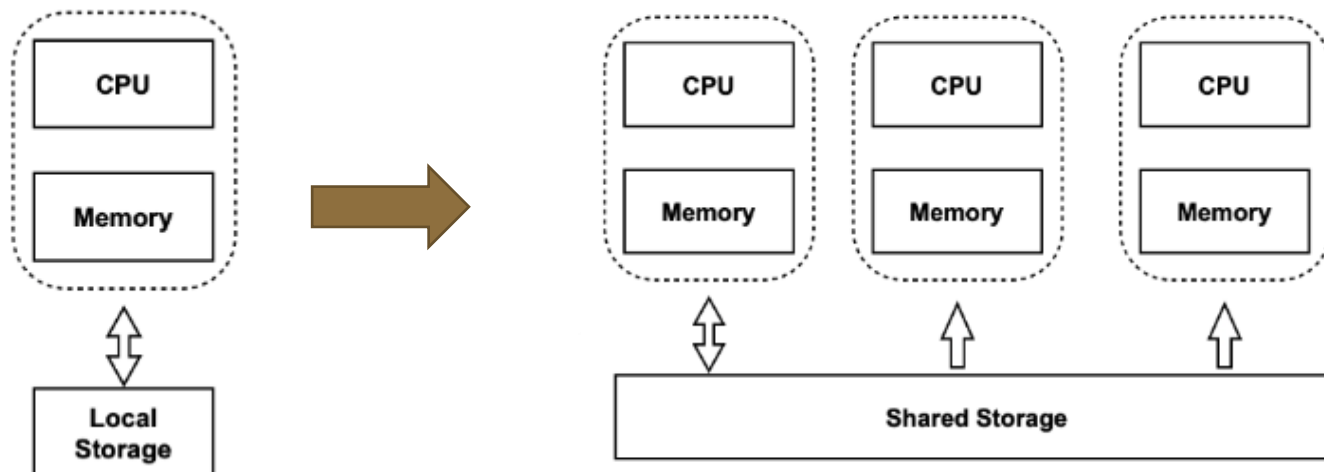 CPU
Memory
Local
Storage
CPU
CPU
CPU
Memory
Memory
Memory
Shared Storage